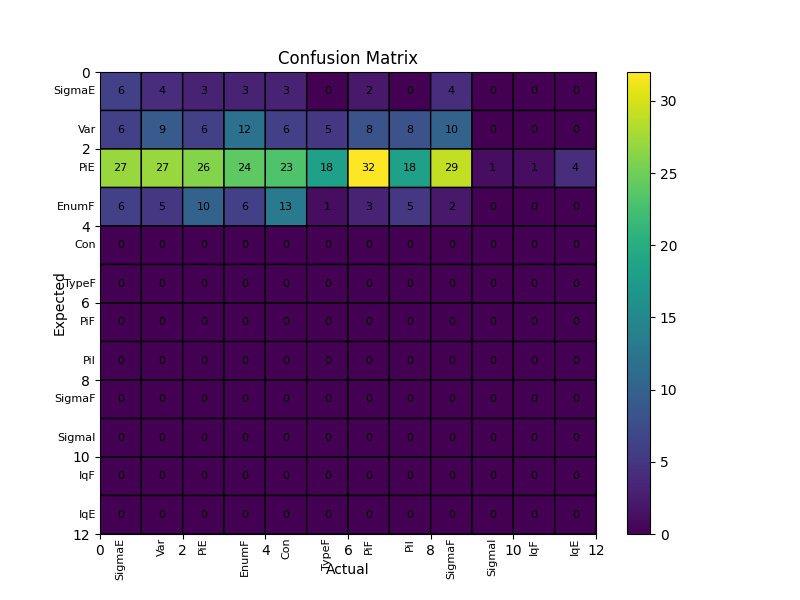 Confusion Matrix
0
SigmaE 6 4 3 3 3 0 2 0 4 0 0 0
Var 6 9 6 12 6 5 8 8 10 0 0 0
2
PiE 27 27 26 24 23 18 32 18 29 1 1 4
EnumF 6 5 10 6 13 1 3 5 2 0 0 0
4
Con 0 0 0 0 0 0 0 0 0 0 0 0
TypeF 0 0 0 0 0 0 0 0 0 0 0 0
6
PiF 0 0 0 0 0 0 0 0 0 0 0 0
PiI 0 0 0 0 0 0 0 0 0 0 0 0
8
SigmaF 0 0 0 0 0 0 0 0 0 0 0 0
SigmaI 0 0 0 0 0 0 0 0 0 0 0 0
10
IqF 0 0 0 0 0 0 0 0 0 0 0 0
IqE 0 0 0 0 0 0 0 0 0 0 0 0
12
Expected
0 2 4 6 8 10 12
SigmaE Var PiE EnumF Con TypeF PiF PiI SigmaF SigmaI IqF IqE
Actual
30
25
20
15
10
5
0